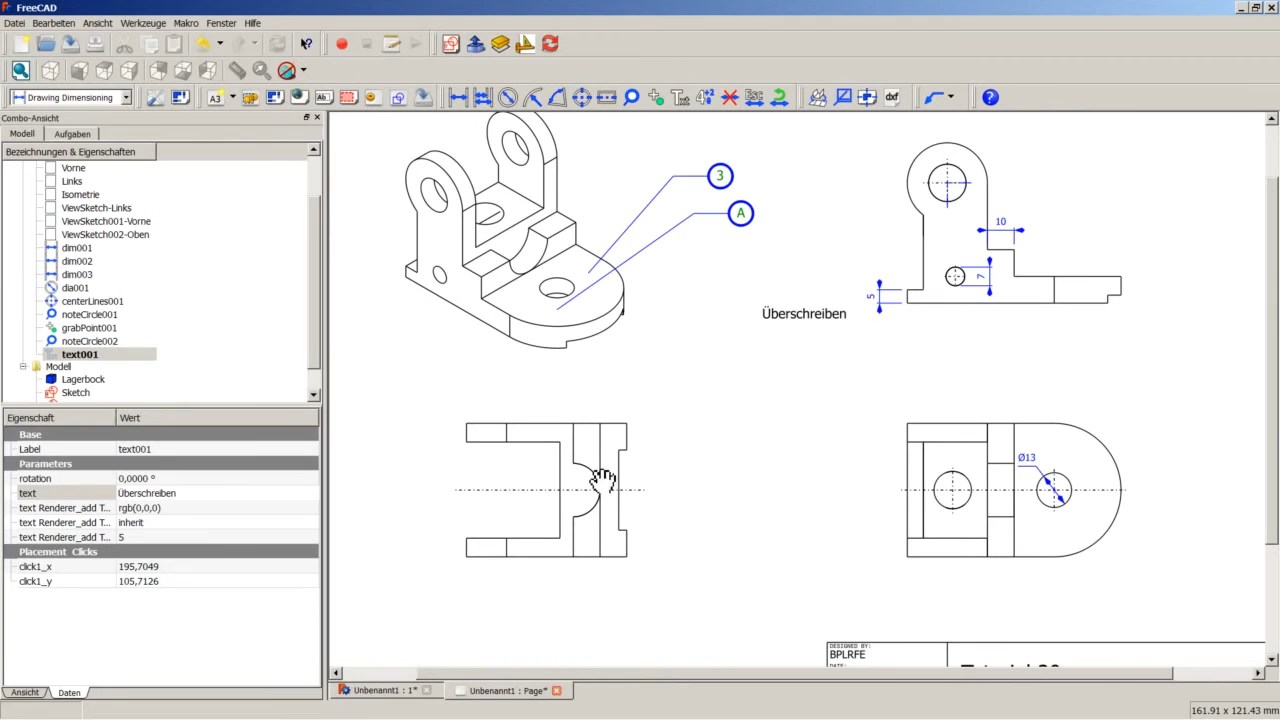 FreeCAD
Datei Bearbeiten Ansicht Werkzeuge Makro Fenster Hilfe
Drawing Dimensioning
A3
dxf
Combo-Ansicht
Modell Aufgaben
Bezeichnungen & Eigenschaften
Vorne
Links
Isometrie
ViewSketch-Links
ViewSketch001-Vorne
ViewSketch002-Oben
dim001
dim002
dim003
dia001
centerLines001
noteCircle001
grabPoint001
noteCircle002
text001
Modell
Lagerbock
Sketch
Eigenschaft Wert
Base
Label text001
Parameters
rotation 0,0000 °
text Überschreiben
text Renderer_add T... rgb(0,0,0)
text Renderer_add T... inherit
text Renderer_add T... 5
Placement Clicks
click1_x 195,7049
click1_y 105,7126
Ansicht Daten
3
A
10
7
5
Überschreiben
Ø13
DESIGNED BY:
BPLRFE
DATE:
Unbenannt1 : 1*
Unbenannt1 : Page*
161.91 x 121.43 mm